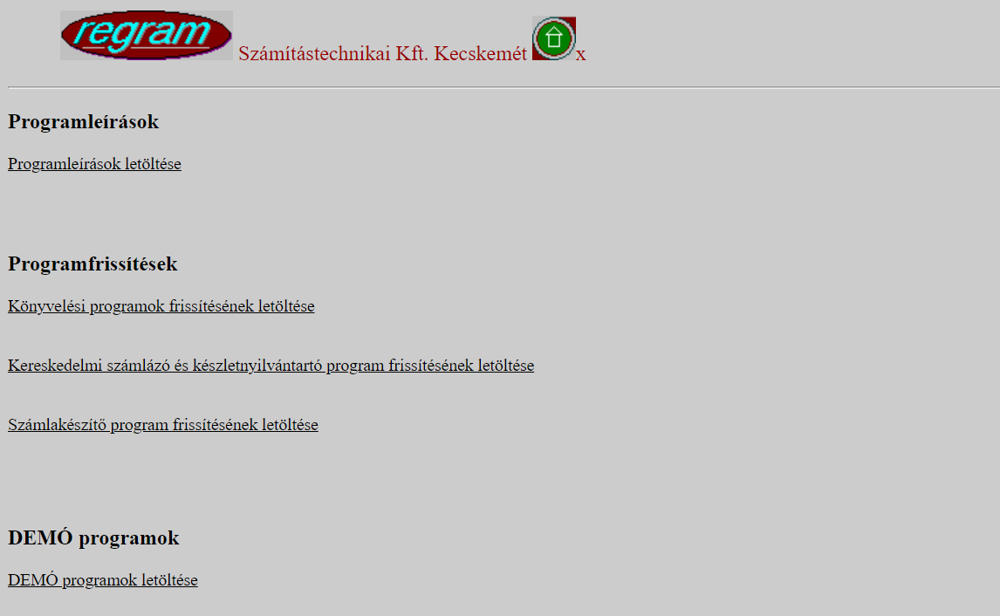 regram Számítástechnikai Kft. Kecskemét x
Programleírások
Programleírások letöltése
Programfrissítések
Könyvelési programok frissítésének letöltése
Kereskedelmi számlázó és készletnyilvántartó program frissítésének letöltése
Számlakészítő program frissítésének letöltése
DEMÓ programok
DEMÓ programok letöltése